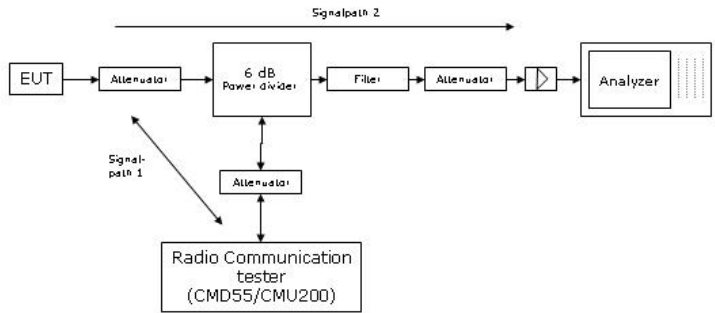 Signalpath 2
EUT
Attenuator
6 dB
Power divider
Filter
Attenuator
Analyzer
Signal-
path 1
Attenuator
Radio Communication
tester
(CMD55/CMU200)